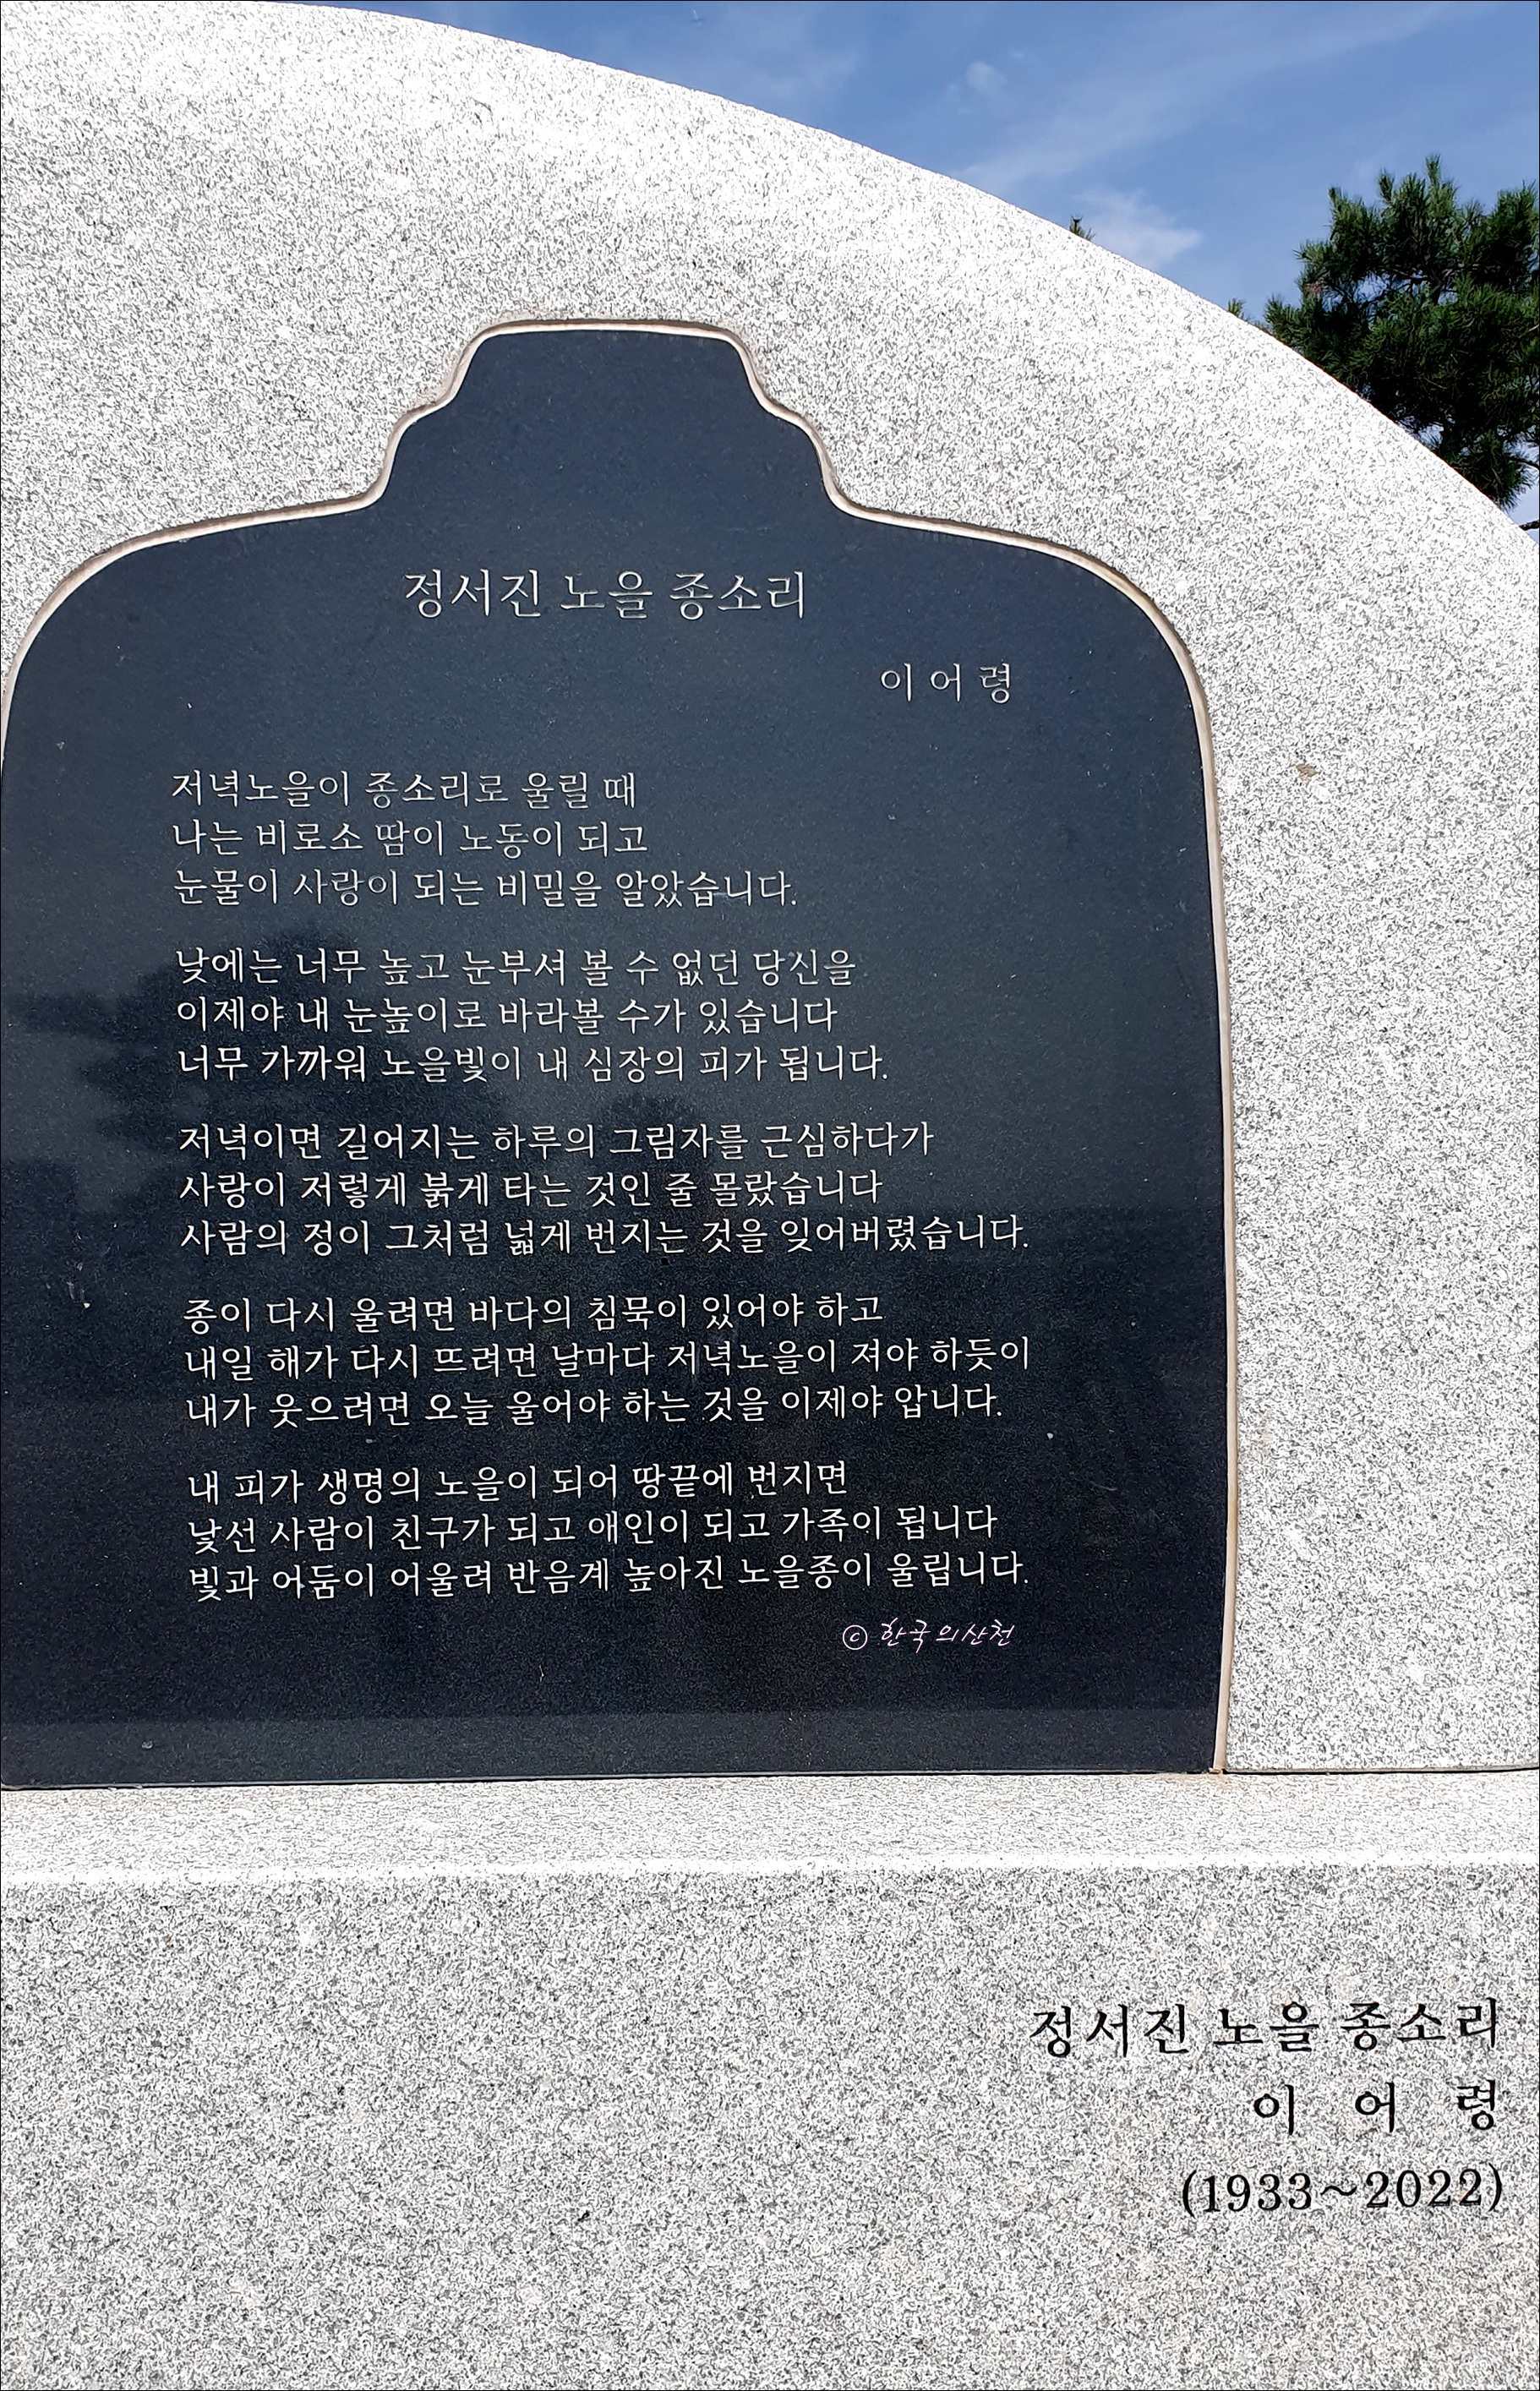 정서진 노을 종소리
이 어 령
저녁노을이 종소리로 울릴 때
나는 비로소 땀이 노동이 되고
눈물이 사랑이 되는 비밀을 알았습니다.
낮에는 너무 높고 눈부셔 볼 수 없던 당신을
이제야 내 눈높이로 바라볼 수가 있습니다
너무 가까워 노을빛이 내 심장의 피가 됩니다.
저녁이면 길어지는 하루의 그림자를 근심하다가
사랑이 저렇게 붉게 타는 것인 줄 몰랐습니다
사람의 정이 그처럼 넓게 번지는 것을 잊어버렸습니다.
종이 다시 울려면 바다의 침묵이 있어야 하고
내일 해가 다시 뜨려면 날마다 저녁노을이 져야 하듯이
내가 웃으려면 오늘 울어야 하는 것을 이제야 압니다.
내 피가 생명의 노을이 되어 땅끝에 번지면
낯선 사람이 친구가 되고 애인이 되고 가족이 됩니다
빛과 어둠이 어울려 반음계 높아진 노을종이 울립니다.
ⓒ 한국의산천
정서진 노을 종소리
이 어 령
(1933~2022)